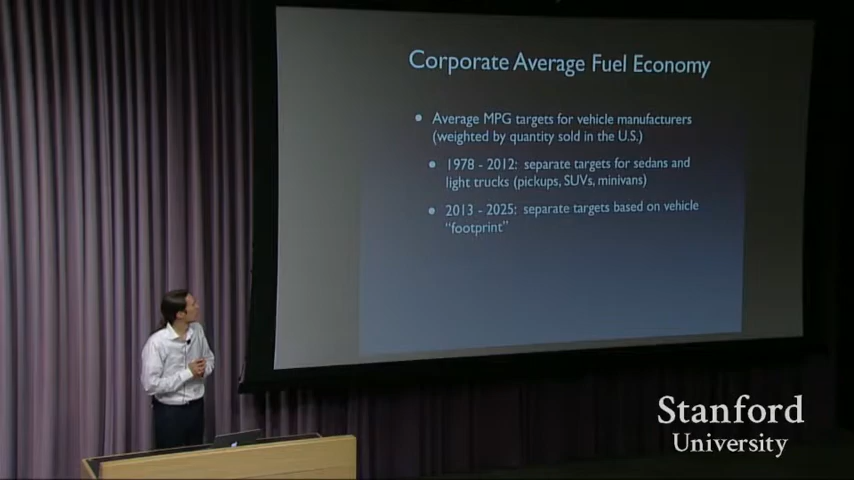 Corporate Average Fuel Economy
Average MPG targets for vehicle manufacturers
(weighted by quantity sold in the U.S.)
1978 - 2012: separate targets for sedans and
light trucks (pickups, SUVs, minivans)
2013 - 2025: separate targets based on vehicle
"footprint"
Stanford
University